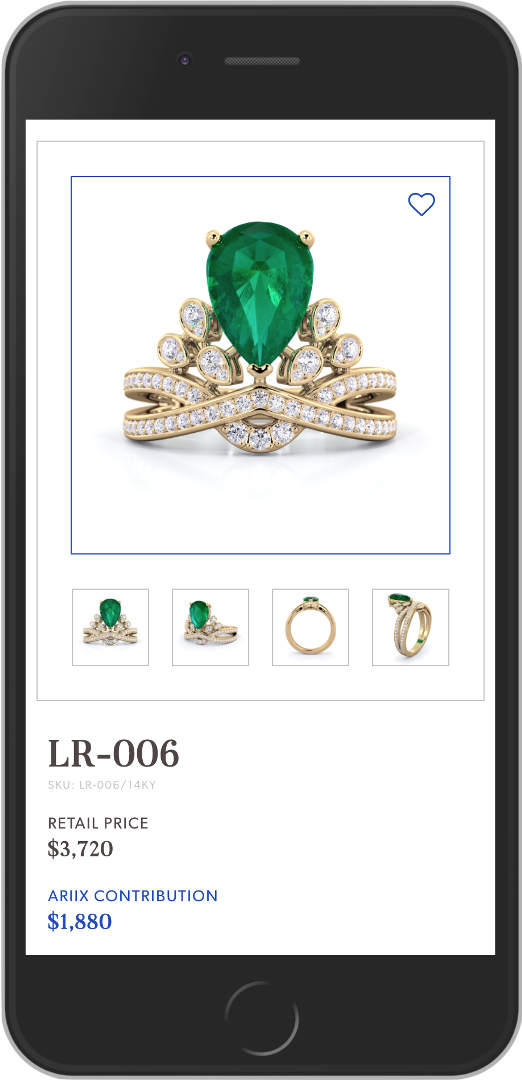 LR-006
SKU: LR-006/14KY
RETAIL PRICE
$3,720
ARIIX CONTRIBUTION
$1,880